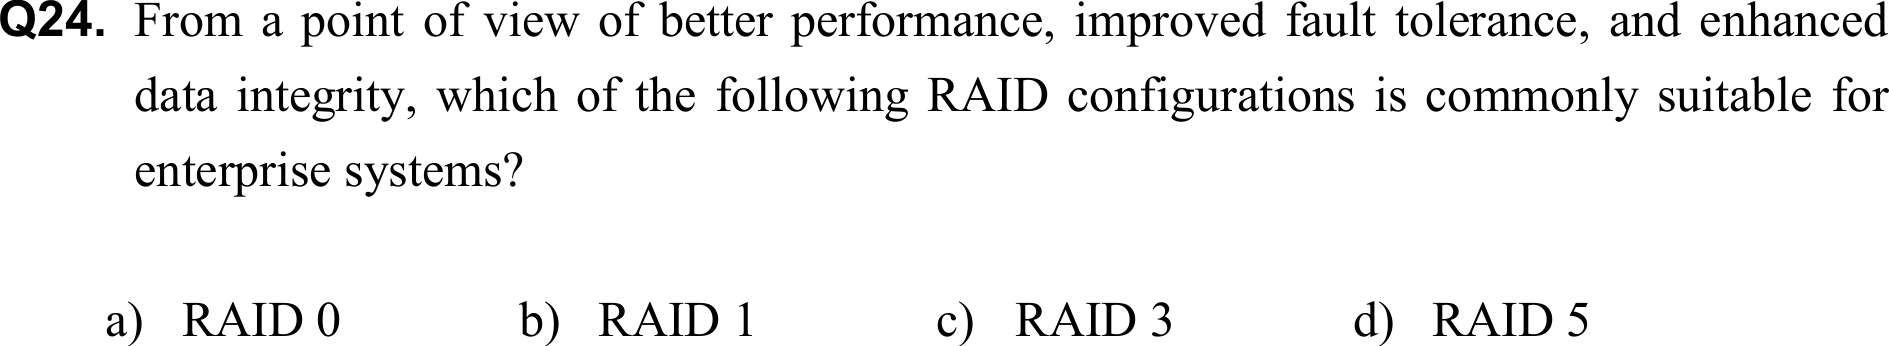 Q24. From a point of view of better performance, improved fault tolerance, and enhanced
data integrity, which of the following RAID configurations is commonly suitable for
enterprise systems?
a) RAID 0 b) RAID 1 c) RAID 3 d) RAID 5